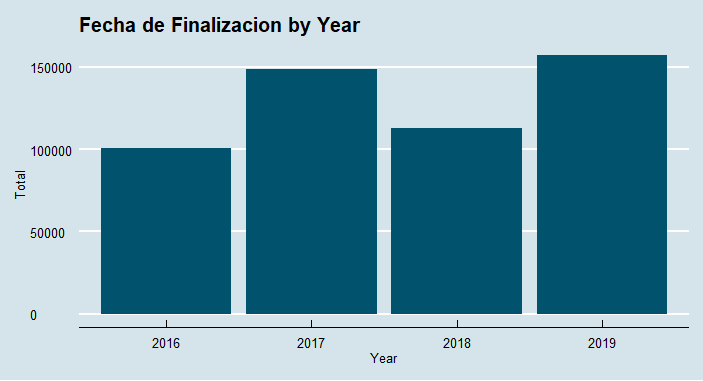 Fecha de Finalizacion by Year
150000
100000
50000
0
Total
2016 2017 2018 2019
Year